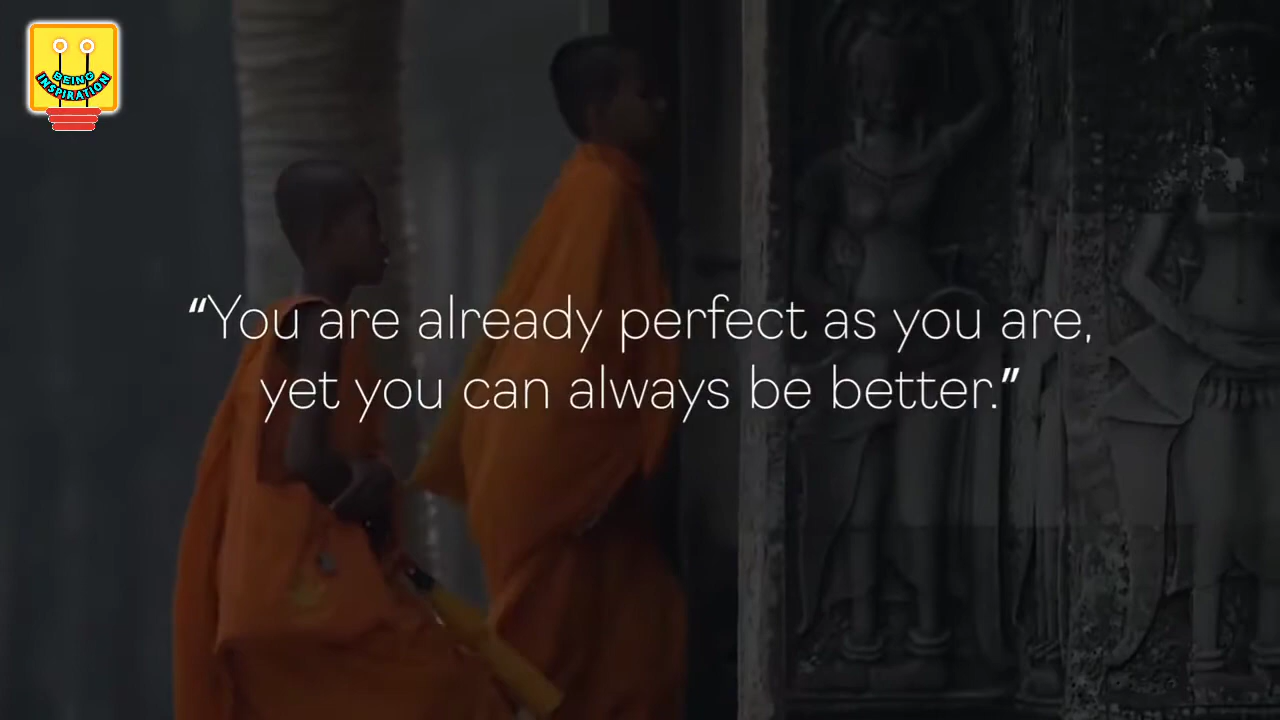 BEING
INSPIRATION
“You are already perfect as you are,
yet you can always be better.”